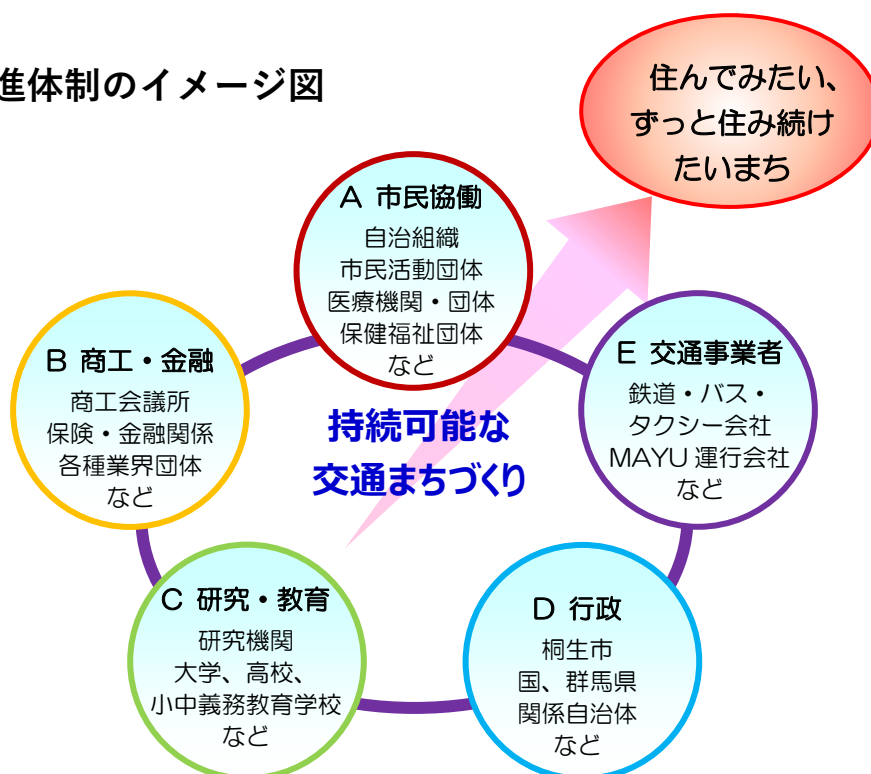 進体制のイメージ図
住んでみたい、
ずっと住み続け
たいまち
A 市民協働
自治組織
市民活動団体
医療機関・団体
保健福祉団体
など
B 商工・金融
商工会議所
保険・金融関係
各種業界団体
など
E 交通事業者
鉄道・バス・
タクシー会社
MAYU 運行会社
など
持続可能な
交通まちづくり
C 研究・教育
研究機関
大学、高校、
小中義務教育学校
など
D 行政
桐生市
国、群馬県
関係自治体
など